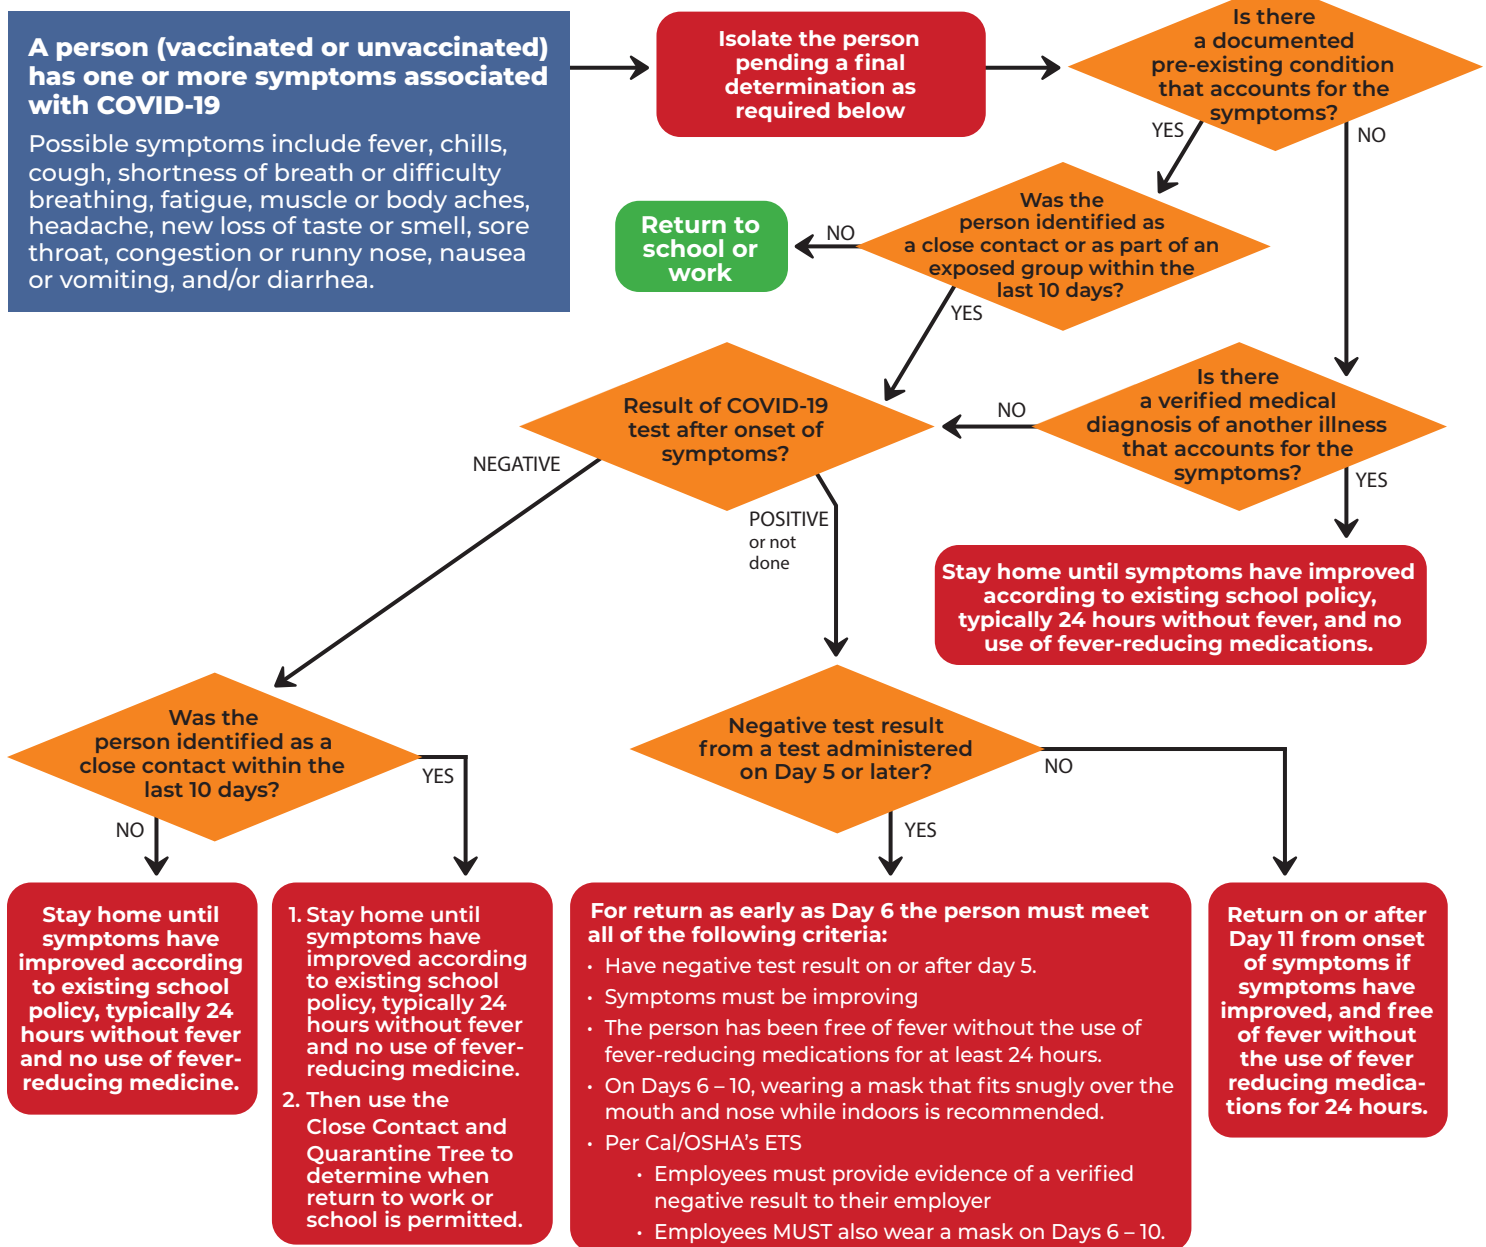 A person (vaccinated or unvaccinated)
has one or more symptoms associated
with COVID-19
Possible symptoms include fever, chills,
cough, shortness of breath or difficulty
breathing, fatigue, muscle or body aches,
headache, new loss of taste or smell, sore
throat, congestion or runny nose, nausea
or vomiting, and/or diarrhea.
Isolate the person
pending a final
determination as
required below
Is there
a documented
pre-existing condition
that accounts for the
symptoms?
YES
NO
Was the
person identified as
a close contact or as part of an
exposed group within the
last 10 days?
NO
Return to
school or
work
YES
Is there
a verified medical
diagnosis of another illness
that accounts for the
symptoms?
NO
YES
Result of COVID-19
test after onset of
symptoms?
NEGATIVE
POSITIVE
or not
done
Stay home until symptoms have improved
according to existing school policy,
typically 24 hours without fever, and no
use of fever-reducing medications.
Was the
person identified as a
close contact within the
last 10 days?
NO
YES
Negative test result
from a test administered
on Day 5 or later?
YES
NO
Stay home until
symptoms have
improved according
to existing school
policy, typically 24
hours without fever
and no use of fever-
reducing medicine.
1. Stay home until
symptoms have
improved according
to existing school
policy, typically 24
hours without fever
and no use of fever-
reducing medicine.
2. Then use the
Close Contact and
Quarantine Tree to
determine when
return to work or
school is permitted.
For return as early as Day 6 the person must meet
all of the following criteria:
• Have negative test result on or after day 5.
• Symptoms must be improving
• The person has been free of fever without the use of
fever-reducing medications for at least 24 hours.
• On Days 6 – 10, wearing a mask that fits snugly over the
mouth and nose while indoors is recommended.
• Per Cal/OSHA's ETS
• Employees must provide evidence of a verified
negative result to their employer
• Employees MUST also wear a mask on Days 6 – 10.
Return on or after
Day 11 from onset
of symptoms if
symptoms have
improved, and free
of fever without
the use of fever
reducing medica-
tions for 24 hours.